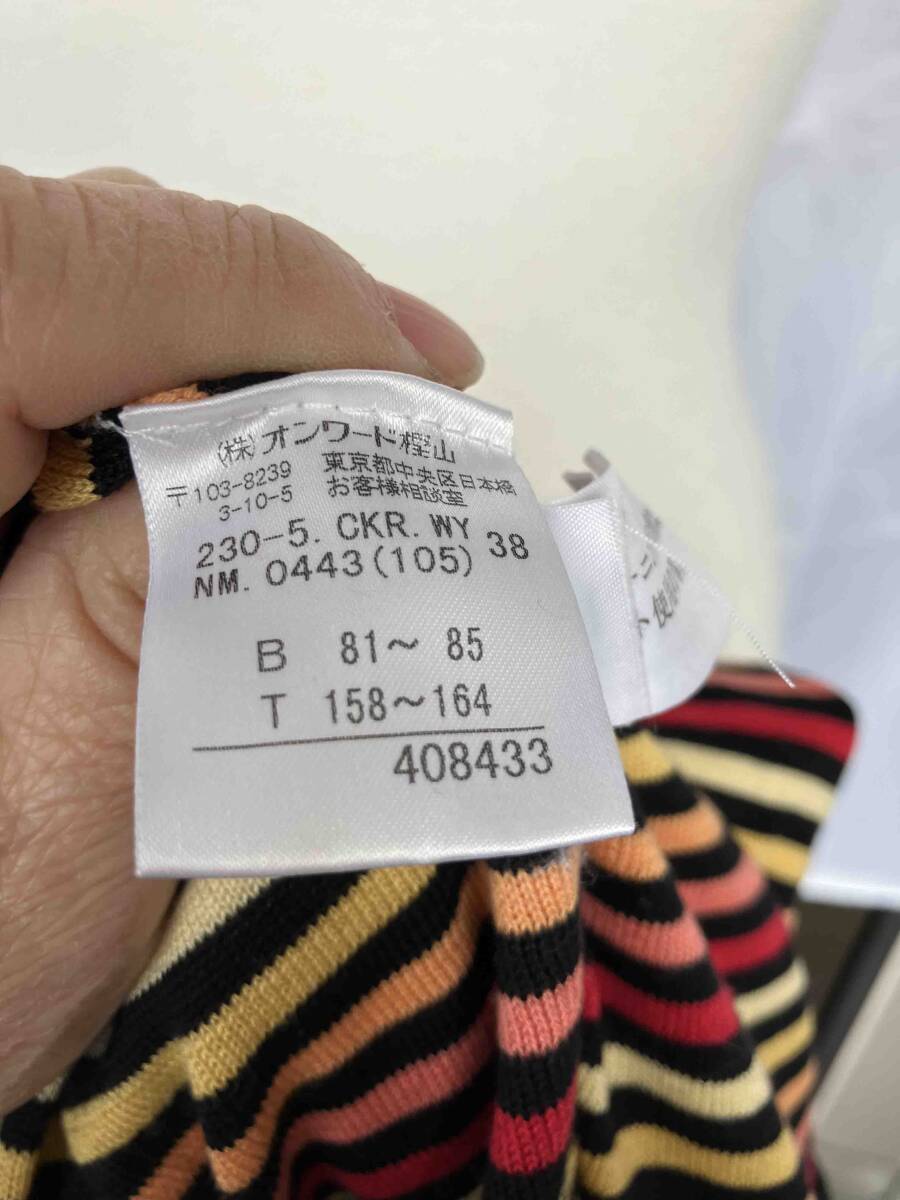 (株)オンワード樫山
〒103-8239 東京都中央区日本橋
3-10-5 お客様相談室
230-5. CKR. WY 38
NM. 0443(105)
B 81～ 85
T 158～164
408433
使